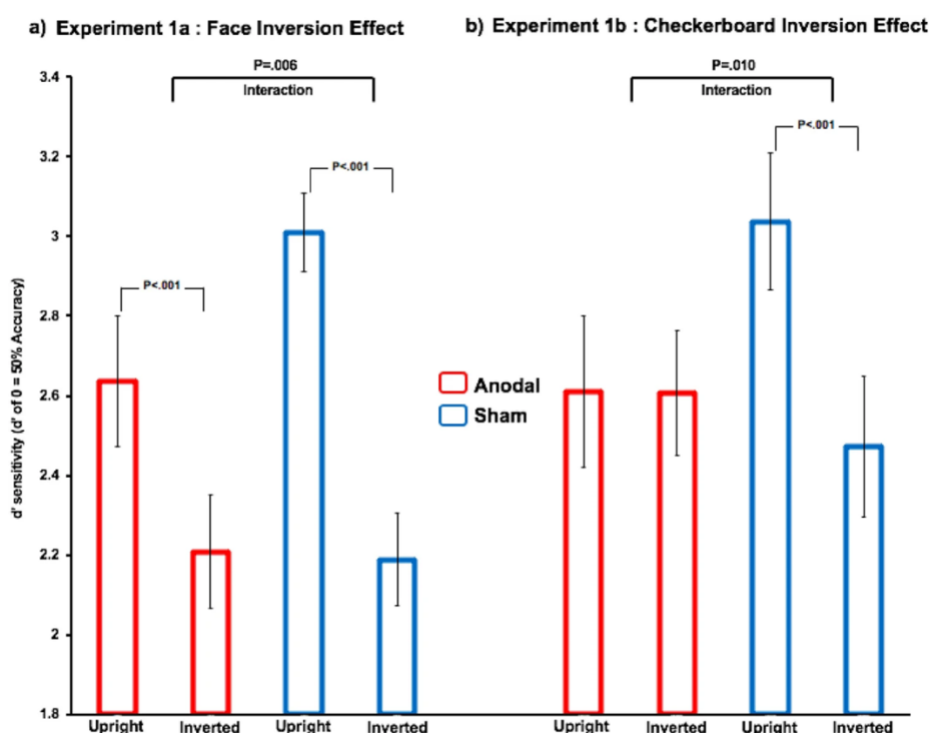 a) Experiment 1a : Face Inversion Effect
b) Experiment 1b : Checkerboard Inversion Effect
P=.006
Interaction
P=.010
Interaction
P<.001
P<.001
P<.001
3.4
3.2
3
2.8
2.6
2.4
2.2
2
1.8
d' sensitivity (d' of 0 = 50% Accuracy)
Anodal
Sham
Upright Inverted Upright Inverted
Upright Inverted Upright Inverted